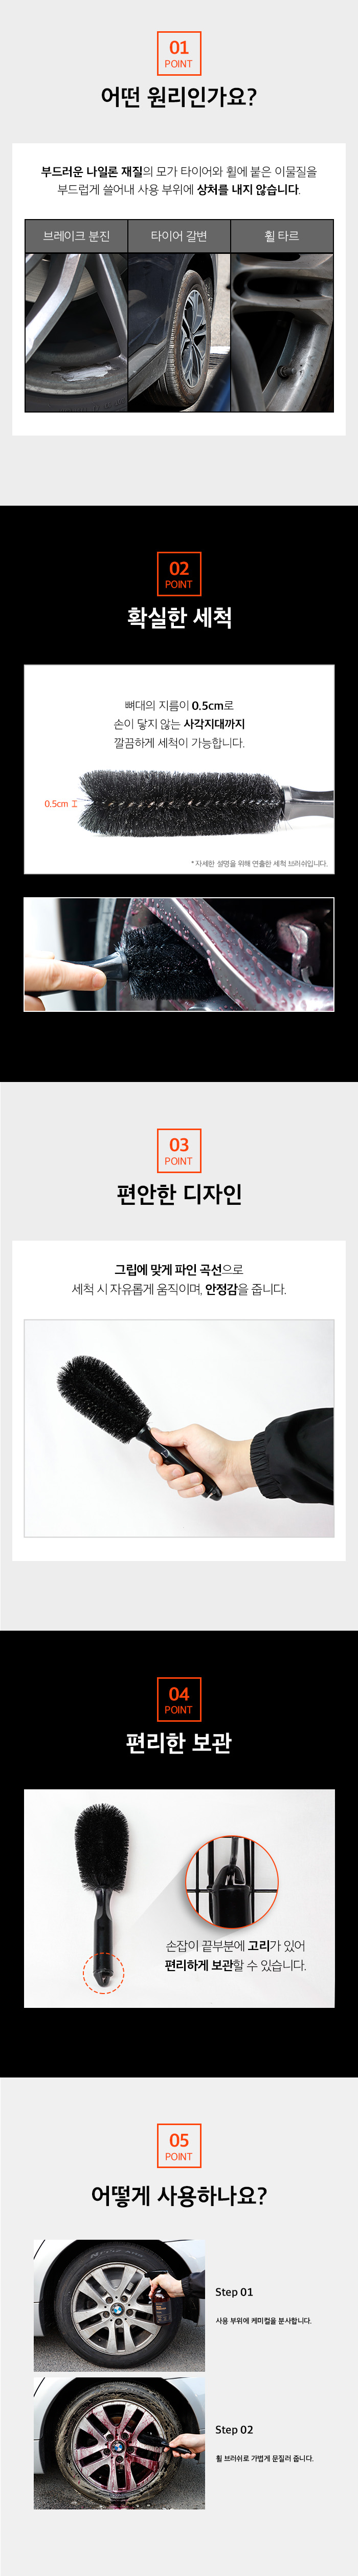 01
POINT
어떤 원리인가요?
부드러운 나일론 재질의 모가 타이어와 휠에 붙은 이물질을
부드럽게 쓸어내 사용 부위에 상처를 내지 않습니다.
브레이크 분진
타이어 갈변
휠 타르
02
POINT
확실한 세척
뼈대의 지름이 0.5cm로
손이 닿지 않는 사각지대까지
깔끔하게 세척이 가능합니다.
0.5cm
* 자세한 설명을 위해 연출한 세척 브러쉬입니다.
03
POINT
편안한 디자인
그립에 맞게 파인 곡선으로
세척 시 자유롭게 움직이며, 안정감을 줍니다.
04
POINT
편리한 보관
손잡이 끝부분에 고리가 있어
편리하게 보관할 수 있습니다.
05
POINT
어떻게 사용하나요?
Step 01
사용 부위에 케미컬을 분사합니다.
Step 02
휠 브러쉬로 가볍게 문질러 줍니다.